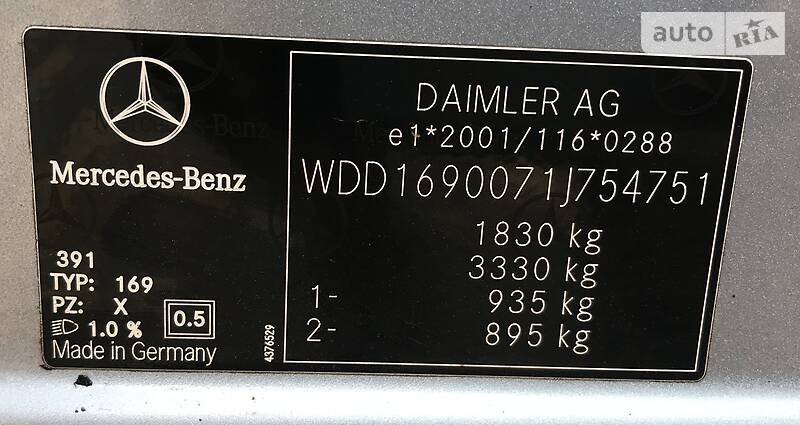 auto RIA
Mercedes-Benz
391
TYP: 169
PZ: X
1.0 %
0.5
Made in Germany
4376529
DAIMLER AG
e1*2001/116*0288
WDD1690071J754751
1830 kg
3330 kg
1- 935 kg
2- 895 kg